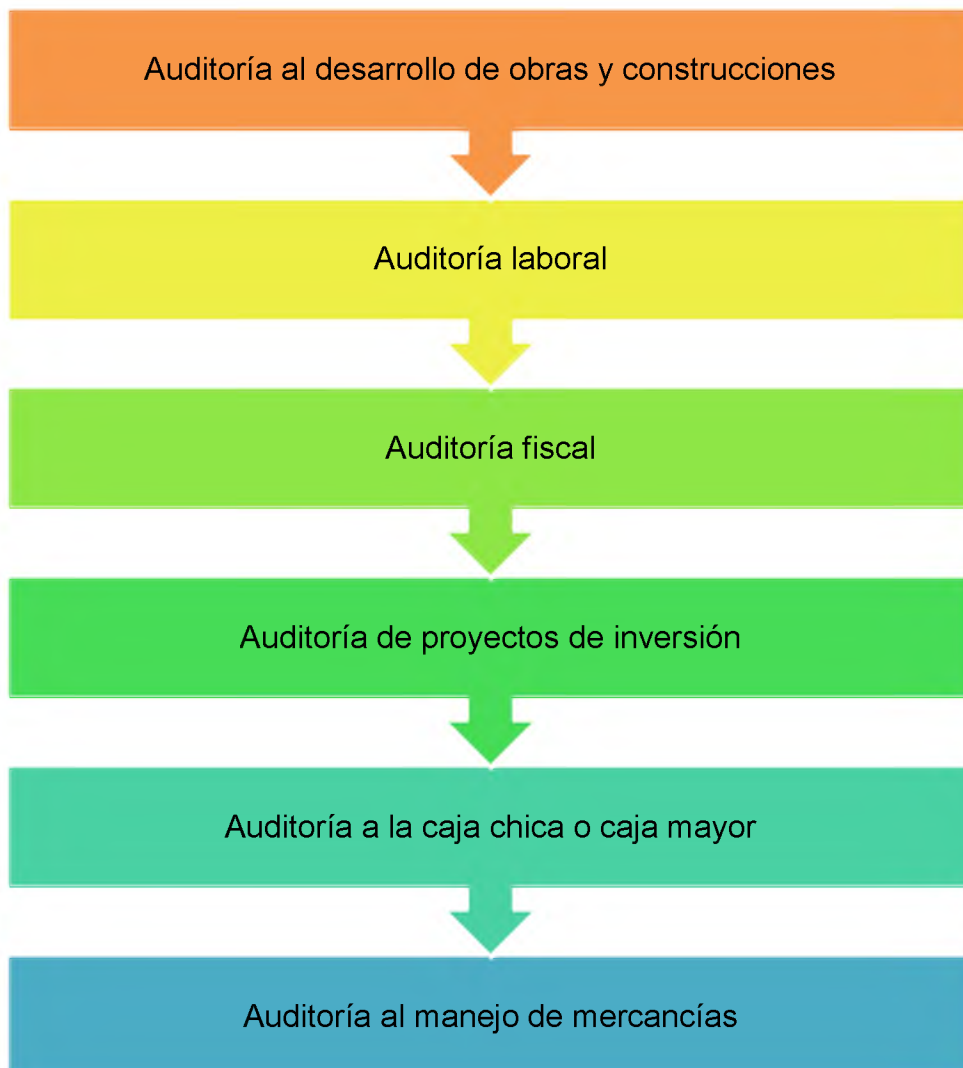 Auditoría al desarrollo de obras y construcciones
Auditoría laboral
Auditoría fiscal
Auditoría de proyectos de inversión
Auditoría a la caja chica o caja mayor
Auditoría al manejo de mercancías